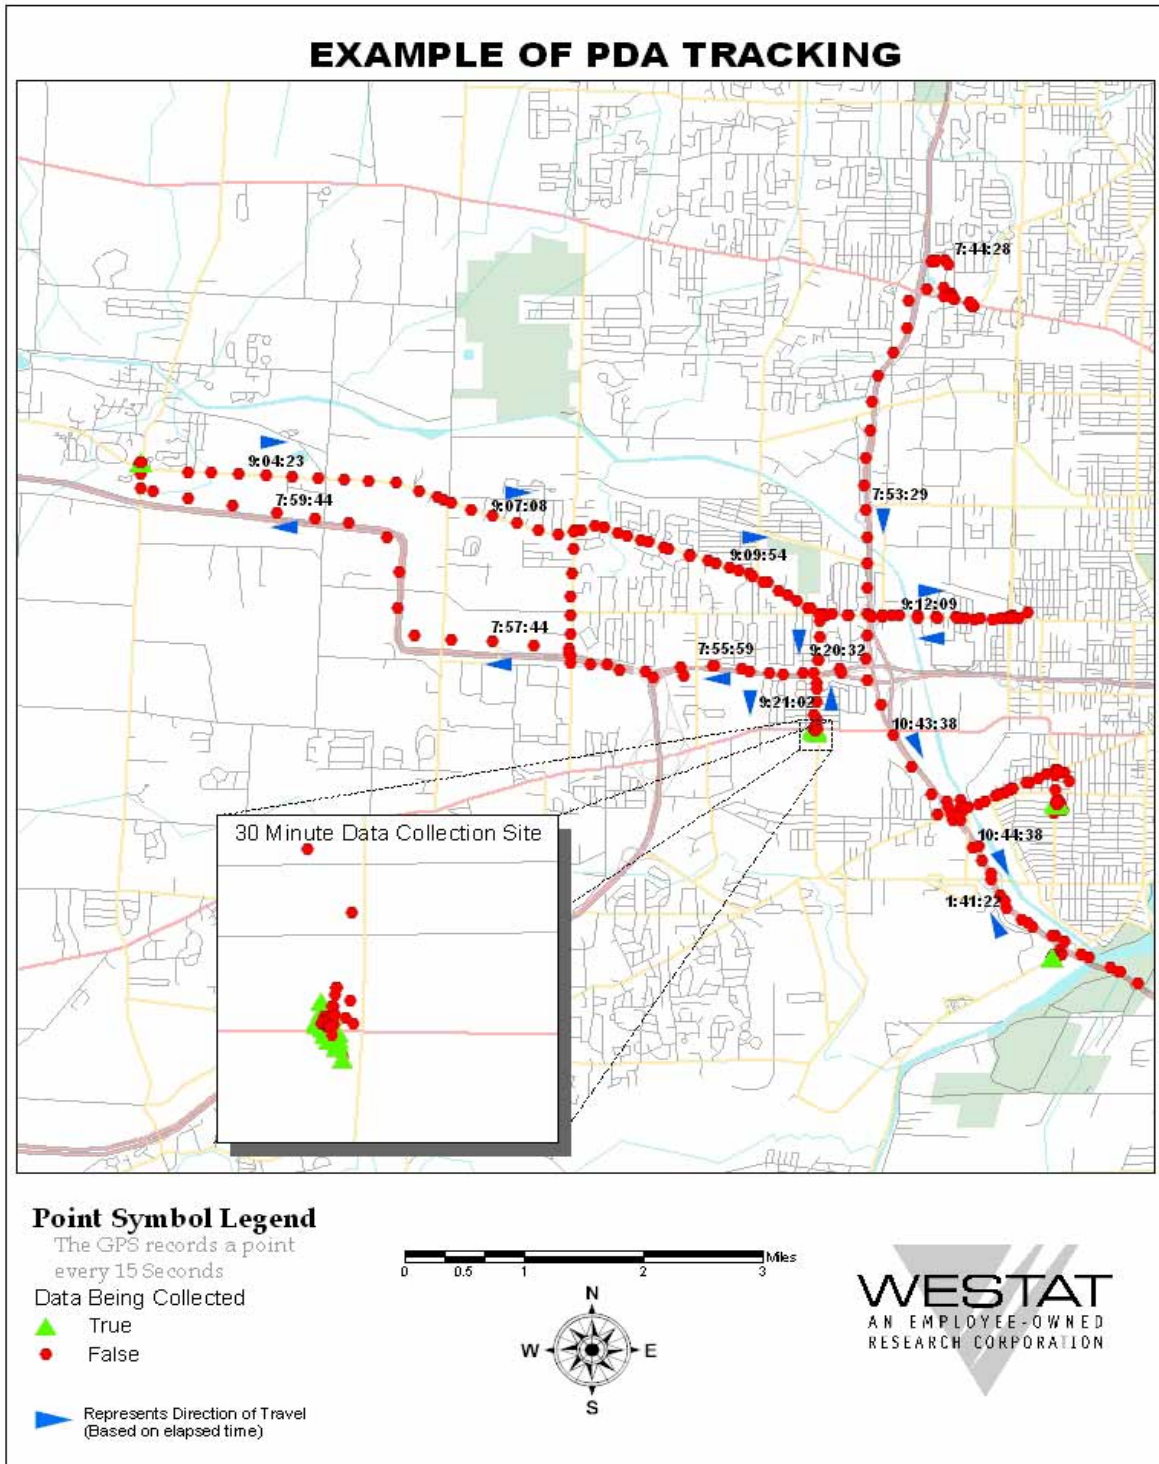 EXAMPLE OF PDA TRACKING
7:44:28
9:04:23
7:59:44
9:07:08
7:53:29
9:09:54
9:12:09
7:57:44
7:55:59
9:20:32
9:21:02
10:43:38
10:44:38
1:41:22
30 Minute Data Collection Site
Point Symbol Legend
The GPS records a point
every 15 Seconds
Data Being Collected
True
False
Represents Direction of Travel
(Based on elapsed time)
0 0.5 1 2 3 Miles
N
W E
S
WESTAT
AN EMPLOYEE-OWNED
RESEARCH CORPORATION